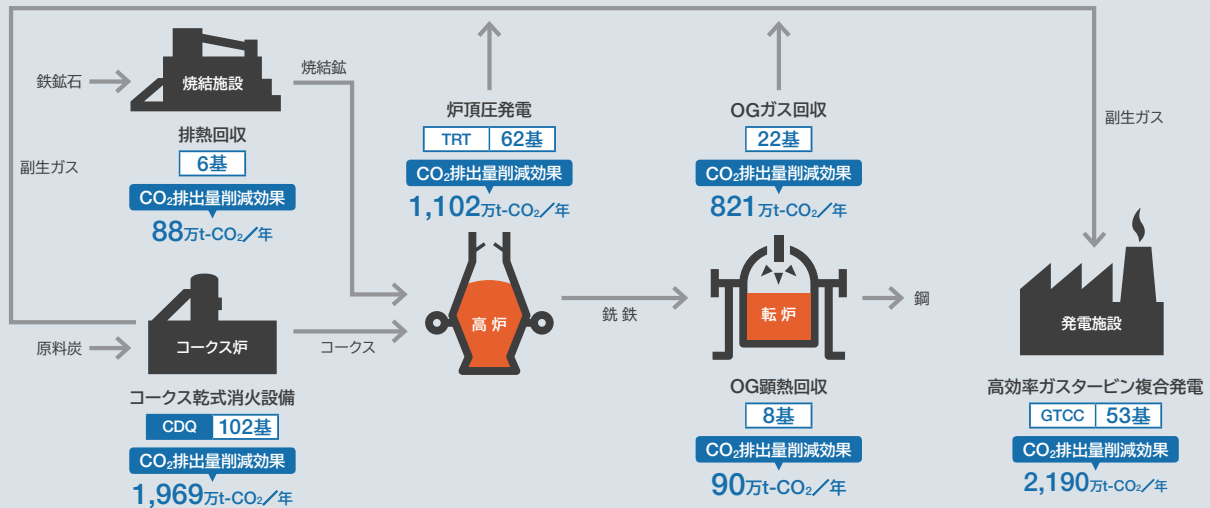 鉄鉱石
焼結施設
焼結鉱
排熱回収
6基
CO₂排出量削減効果
88万t-CO₂／年
副生ガス
炉頂圧発電
TRT 62基
CO₂排出量削減効果
1,102万t-CO₂／年
OGガス回収
22基
CO₂排出量削減効果
821万t-CO₂／年
副生ガス
原料炭
コークス炉
コークス
高炉
銑鉄
転炉
鋼
発電施設
コークス乾式消火設備
CDQ 102基
CO₂排出量削減効果
1,969万t-CO₂／年
OG顕熱回収
8基
CO₂排出量削減効果
90万t-CO₂／年
高効率ガスタービン複合発電
GTCC 53基
CO₂排出量削減効果
2,190万t-CO₂／年